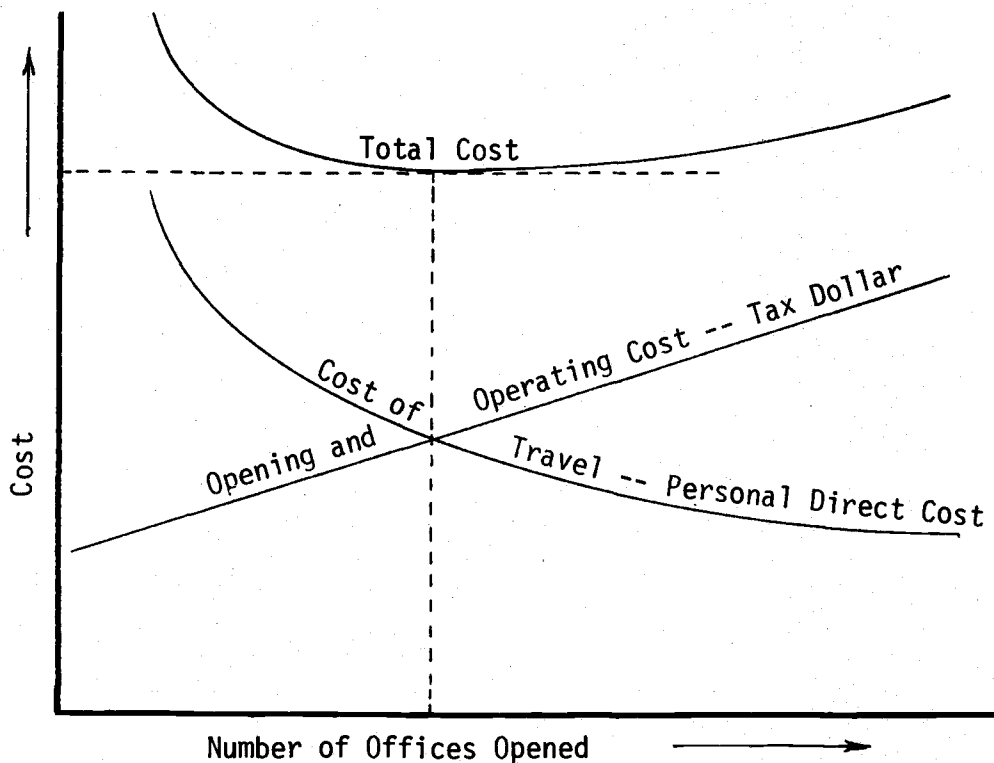 Total Cost
Opening and Operating Cost -- Tax Dollar
Cost of Travel -- Personal Direct Cost
Cost
Number of Offices Opened